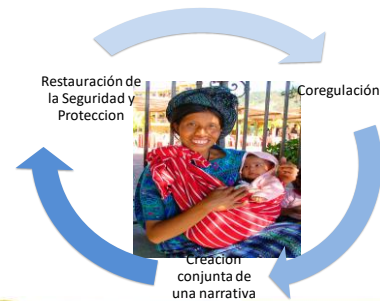 Restauración de
la Seguridad y
Proteccion
Coregulación
Creación
conjunta de
una narrativa